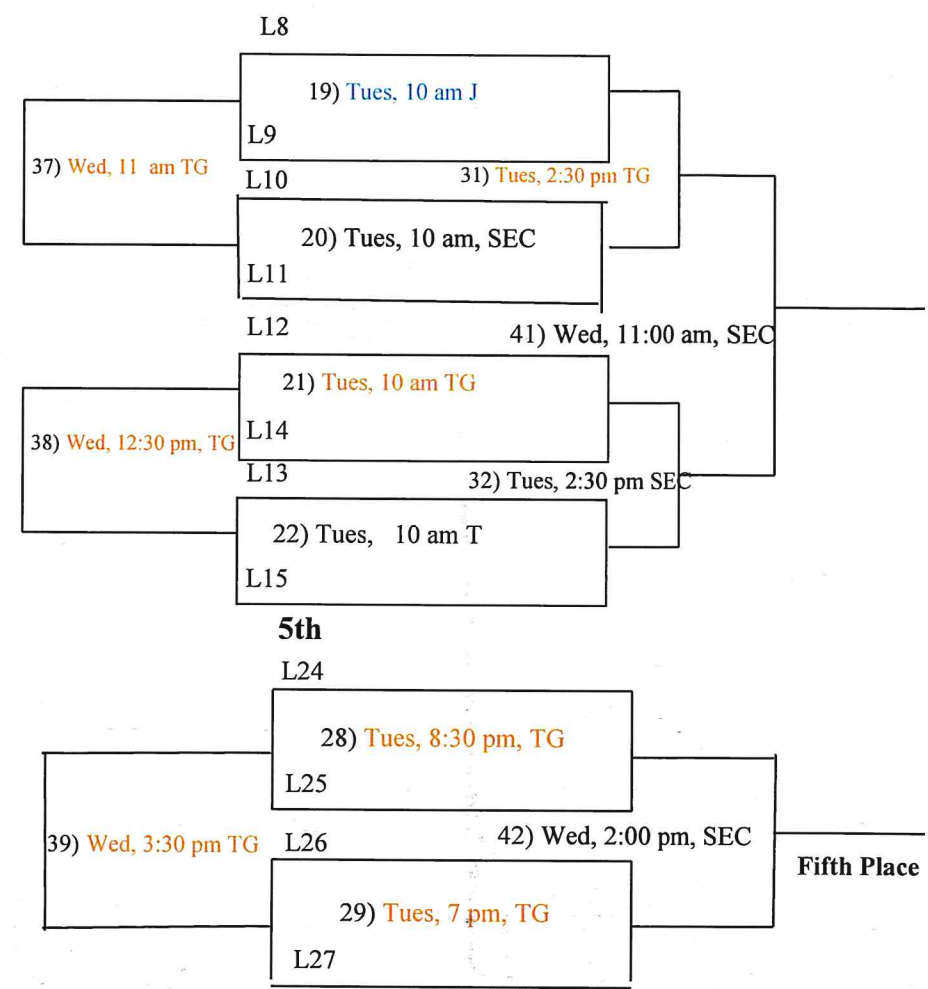 L8
19) Tues, 10 am J
L9
37) Wed, 11 am TG
L10
31) Tues, 2:30 pm TG
20) Tues, 10 am, SEC
L11
L12
41) Wed, 11:00 am, SEC
21) Tues, 10 am TG
L14
38) Wed, 12:30 pm, TG
L13
32) Tues, 2:30 pm SEC
22) Tues, 10 am T
L15
5th
L24
28) Tues, 8:30 pm, TG
L25
39) Wed, 3:30 pm TG
L26
42) Wed, 2:00 pm, SEC
Fifth Place
29) Tues, 7 pm, TG
L27